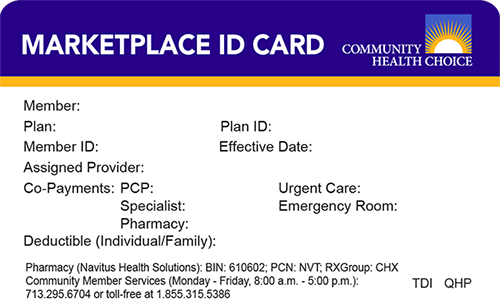 MARKETPLACE ID CARD
COMMUNITY
HEALTH CHOICE
Member:
Plan: Plan ID:
Member ID: Effective Date:
Assigned Provider:
Co-Payments: PCP: Urgent Care:
Specialist: Emergency Room:
Pharmacy:
Deductible (Individual/Family):
Pharmacy (Navitus Health Solutions): BIN: 610602; PCN: NVT; RXGroup: CHX
Community Member Services (Monday - Friday, 8:00 a.m. - 5:00 p.m.):
713.295.6704 or toll-free at 1.855.315.5386
TDI QHP